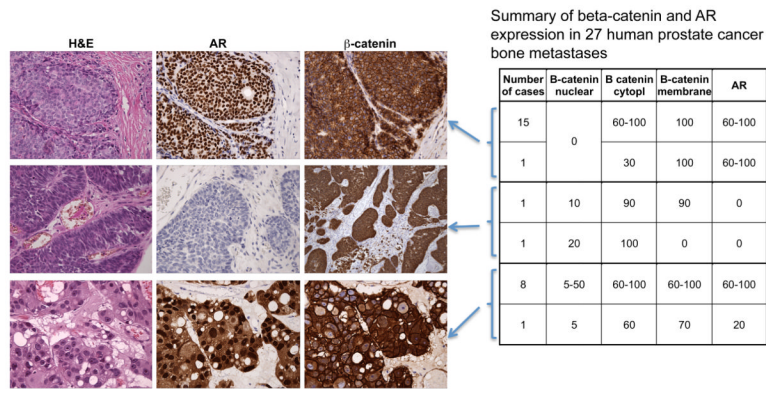 Summary of beta-catenin and AR
expression in 27 human prostate cancer
bone metastases
H&E AR β-catenin
Number of cases B-catenin nuclear B catenin cytopl B-catenin membrane AR
15 0 60-100 100 60-100
1 30 100 60-100
1 10 90 90 0
1 20 100 0 0
8 5-50 60-100 60-100 60-100
1 5 60 70 20